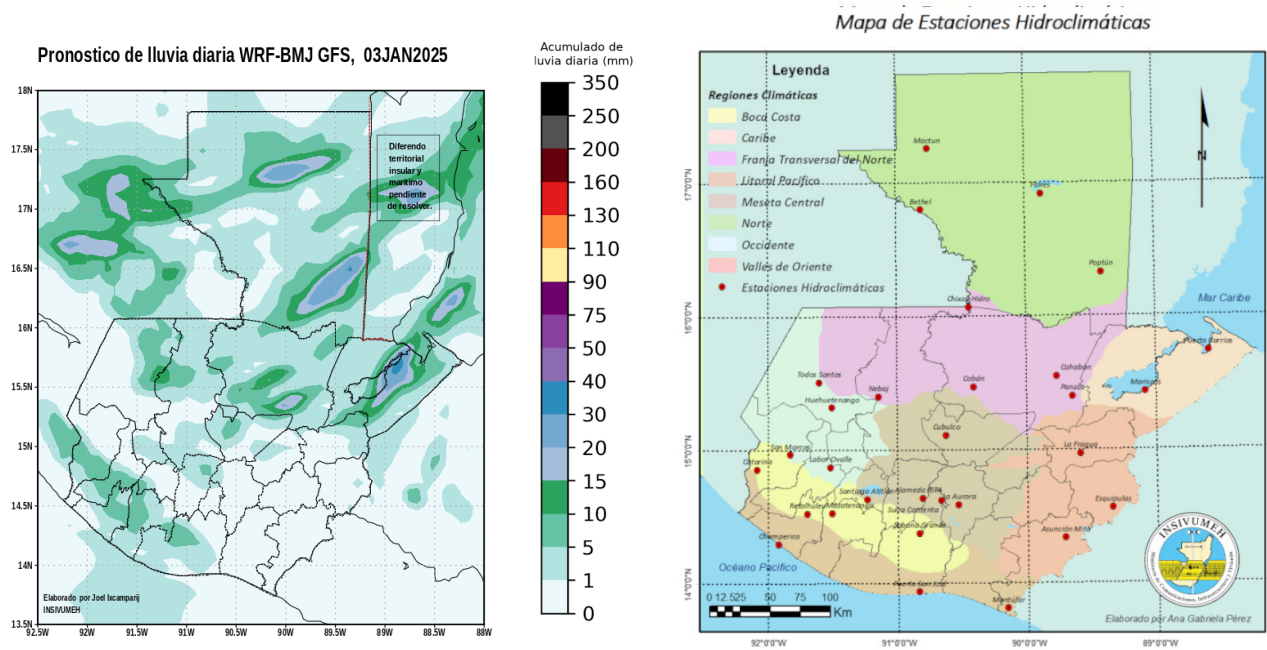 Pronostico de lluvia diaria WRF-BMJ GFS, 03JAN2025
18N
17.5N
17N
16.5N
16N
15.5N
15N
14.5N
14N
13.5N
92.5W
92W
91.5W
91W
90.5W
90W
89.5W
89W
88.5W
88W
Diferendo
territorial
insular y
maritimo
pendiente
de resolver.
Elaborado por Joel Ixcamparij
INSIVUMEH
Acumulado de
lluvia diaria (mm)
350
250
200
160
130
110
90
75
50
40
30
20
15
10
5
1
0
Mapa de Estaciones Hidroclimáticas
Leyenda
Regiones Climáticas
Boca Costa
Caribe
Franja Transversal del Norte
Litoral Pacífico
Meseta Central
Norte
Occidente
Valles de Oriente
Estaciones Hidroclimáticas
N
Mactun
Flores
Bethel
Poptún
Chixoy Hidro
Mar Caribe
Puerto Barrios
Todos Santos
Nebaj
Cobán
Cahabón
Panzós
Mariscos
Huehuetenango
Cubulco
La Fragua
San Marcos
Catarina
Labor Ovalle
Santiago Atitlán
Alameda ICTA
La Aurora
Esquipulas
Retalhuleu
Mazatenango
Suiza Contenta
Sabana Grande
Asunción Mita
Champerico
Océano Pacífico
Puerto San José
Montúfar
0 12.525 50 75 100
Km
INSIVUMEH
Elaborado por Ana Gabriela Pérez
17°0'0"N
16°0'0"N
15°0'0"N
14°0'0"N
92°0'0"W
91°0'0"W
90°0'0"W
89°0'0"W